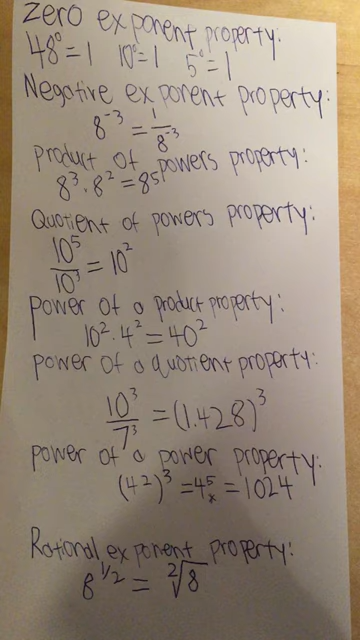 Zero exponent property:
48⁰=1 10⁰=1 5⁰=1
Negative exponent property:
8⁻³ = 1/8⁻³
Product of powers property:
8³·8²=8⁵
Quotient of powers property:
10⁵/10³ = 10²
power of a product property:
10²·4²=40²
power of a quotient property:
10³/7³ = (1.428)³
power of a power property:
(42)³ = 4⁵ₓ = 1024
Rational exponent property:
8^1/2 = ²√8